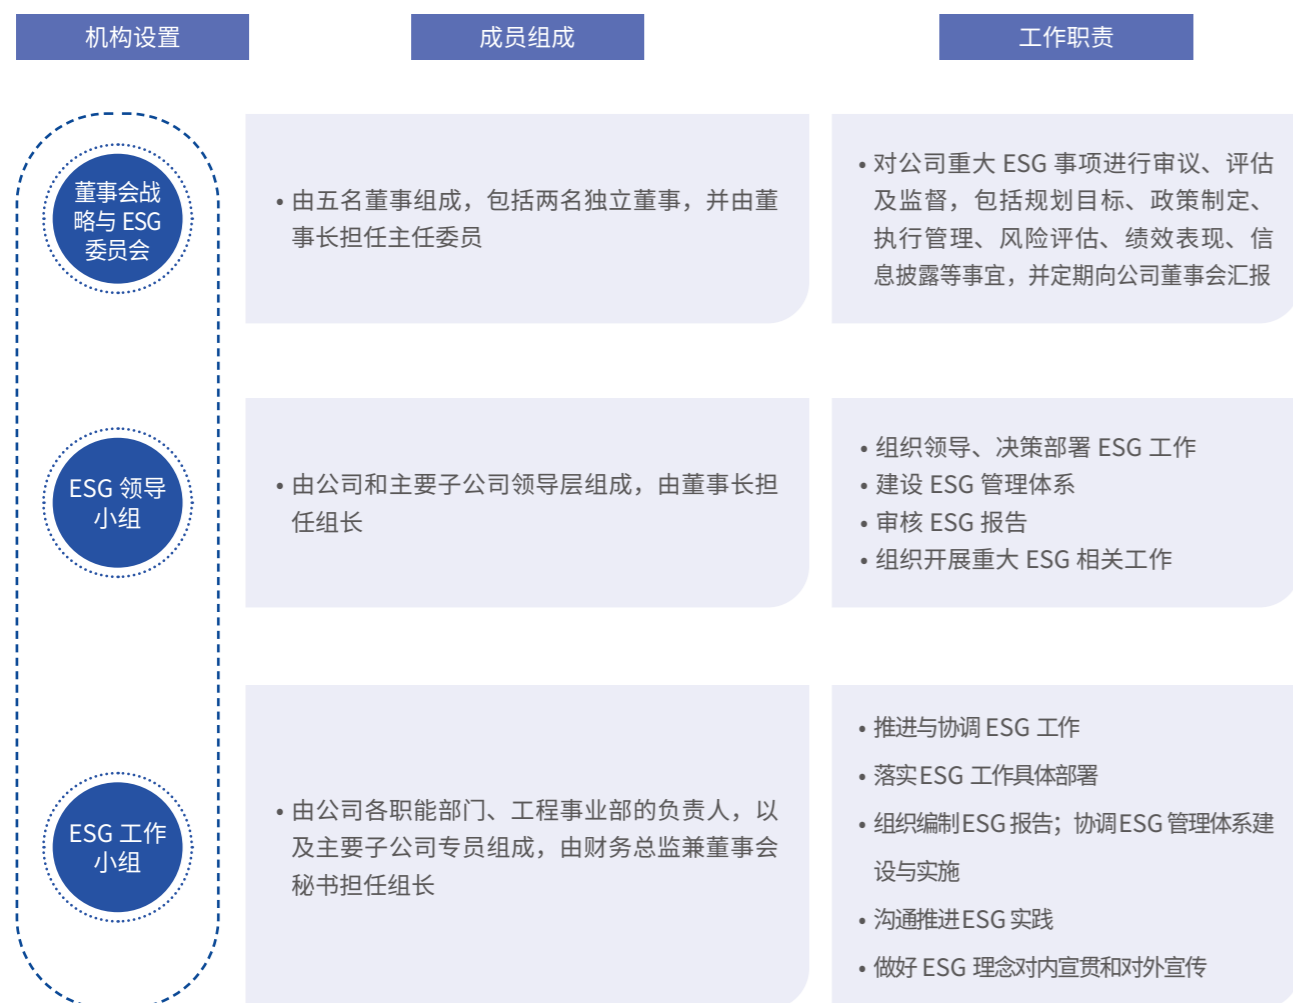 机构设置
成员组成
工作职责
董事会战
略与 ESG
委员会
• 由五名董事组成，包括两名独立董事，并由董
事长担任主任委员
• 对公司重大 ESG 事项进行审议、评估
及监督，包括规划目标、政策制定、
执行管理、风险评估、绩效表现、信
息披露等事宜，并定期向公司董事会汇报
ESG 领导
小组
• 由公司和主要子公司领导层组成，由董事长担
任组长
• 组织领导、决策部署 ESG 工作
• 建设 ESG 管理体系
• 审核 ESG 报告
• 组织开展重大 ESG 相关工作
ESG 工作
小组
• 由公司各职能部门、工程事业部的负责人，以
及主要子公司专员组成，由财务总监兼董事会
秘书担任组长
• 推进与协调 ESG 工作
• 落实 ESG 工作具体部署
• 组织编制 ESG 报告；协调 ESG 管理体系建
设与实施
• 沟通推进 ESG 实践
• 做好 ESG 理念对内宣贯和对外宣传